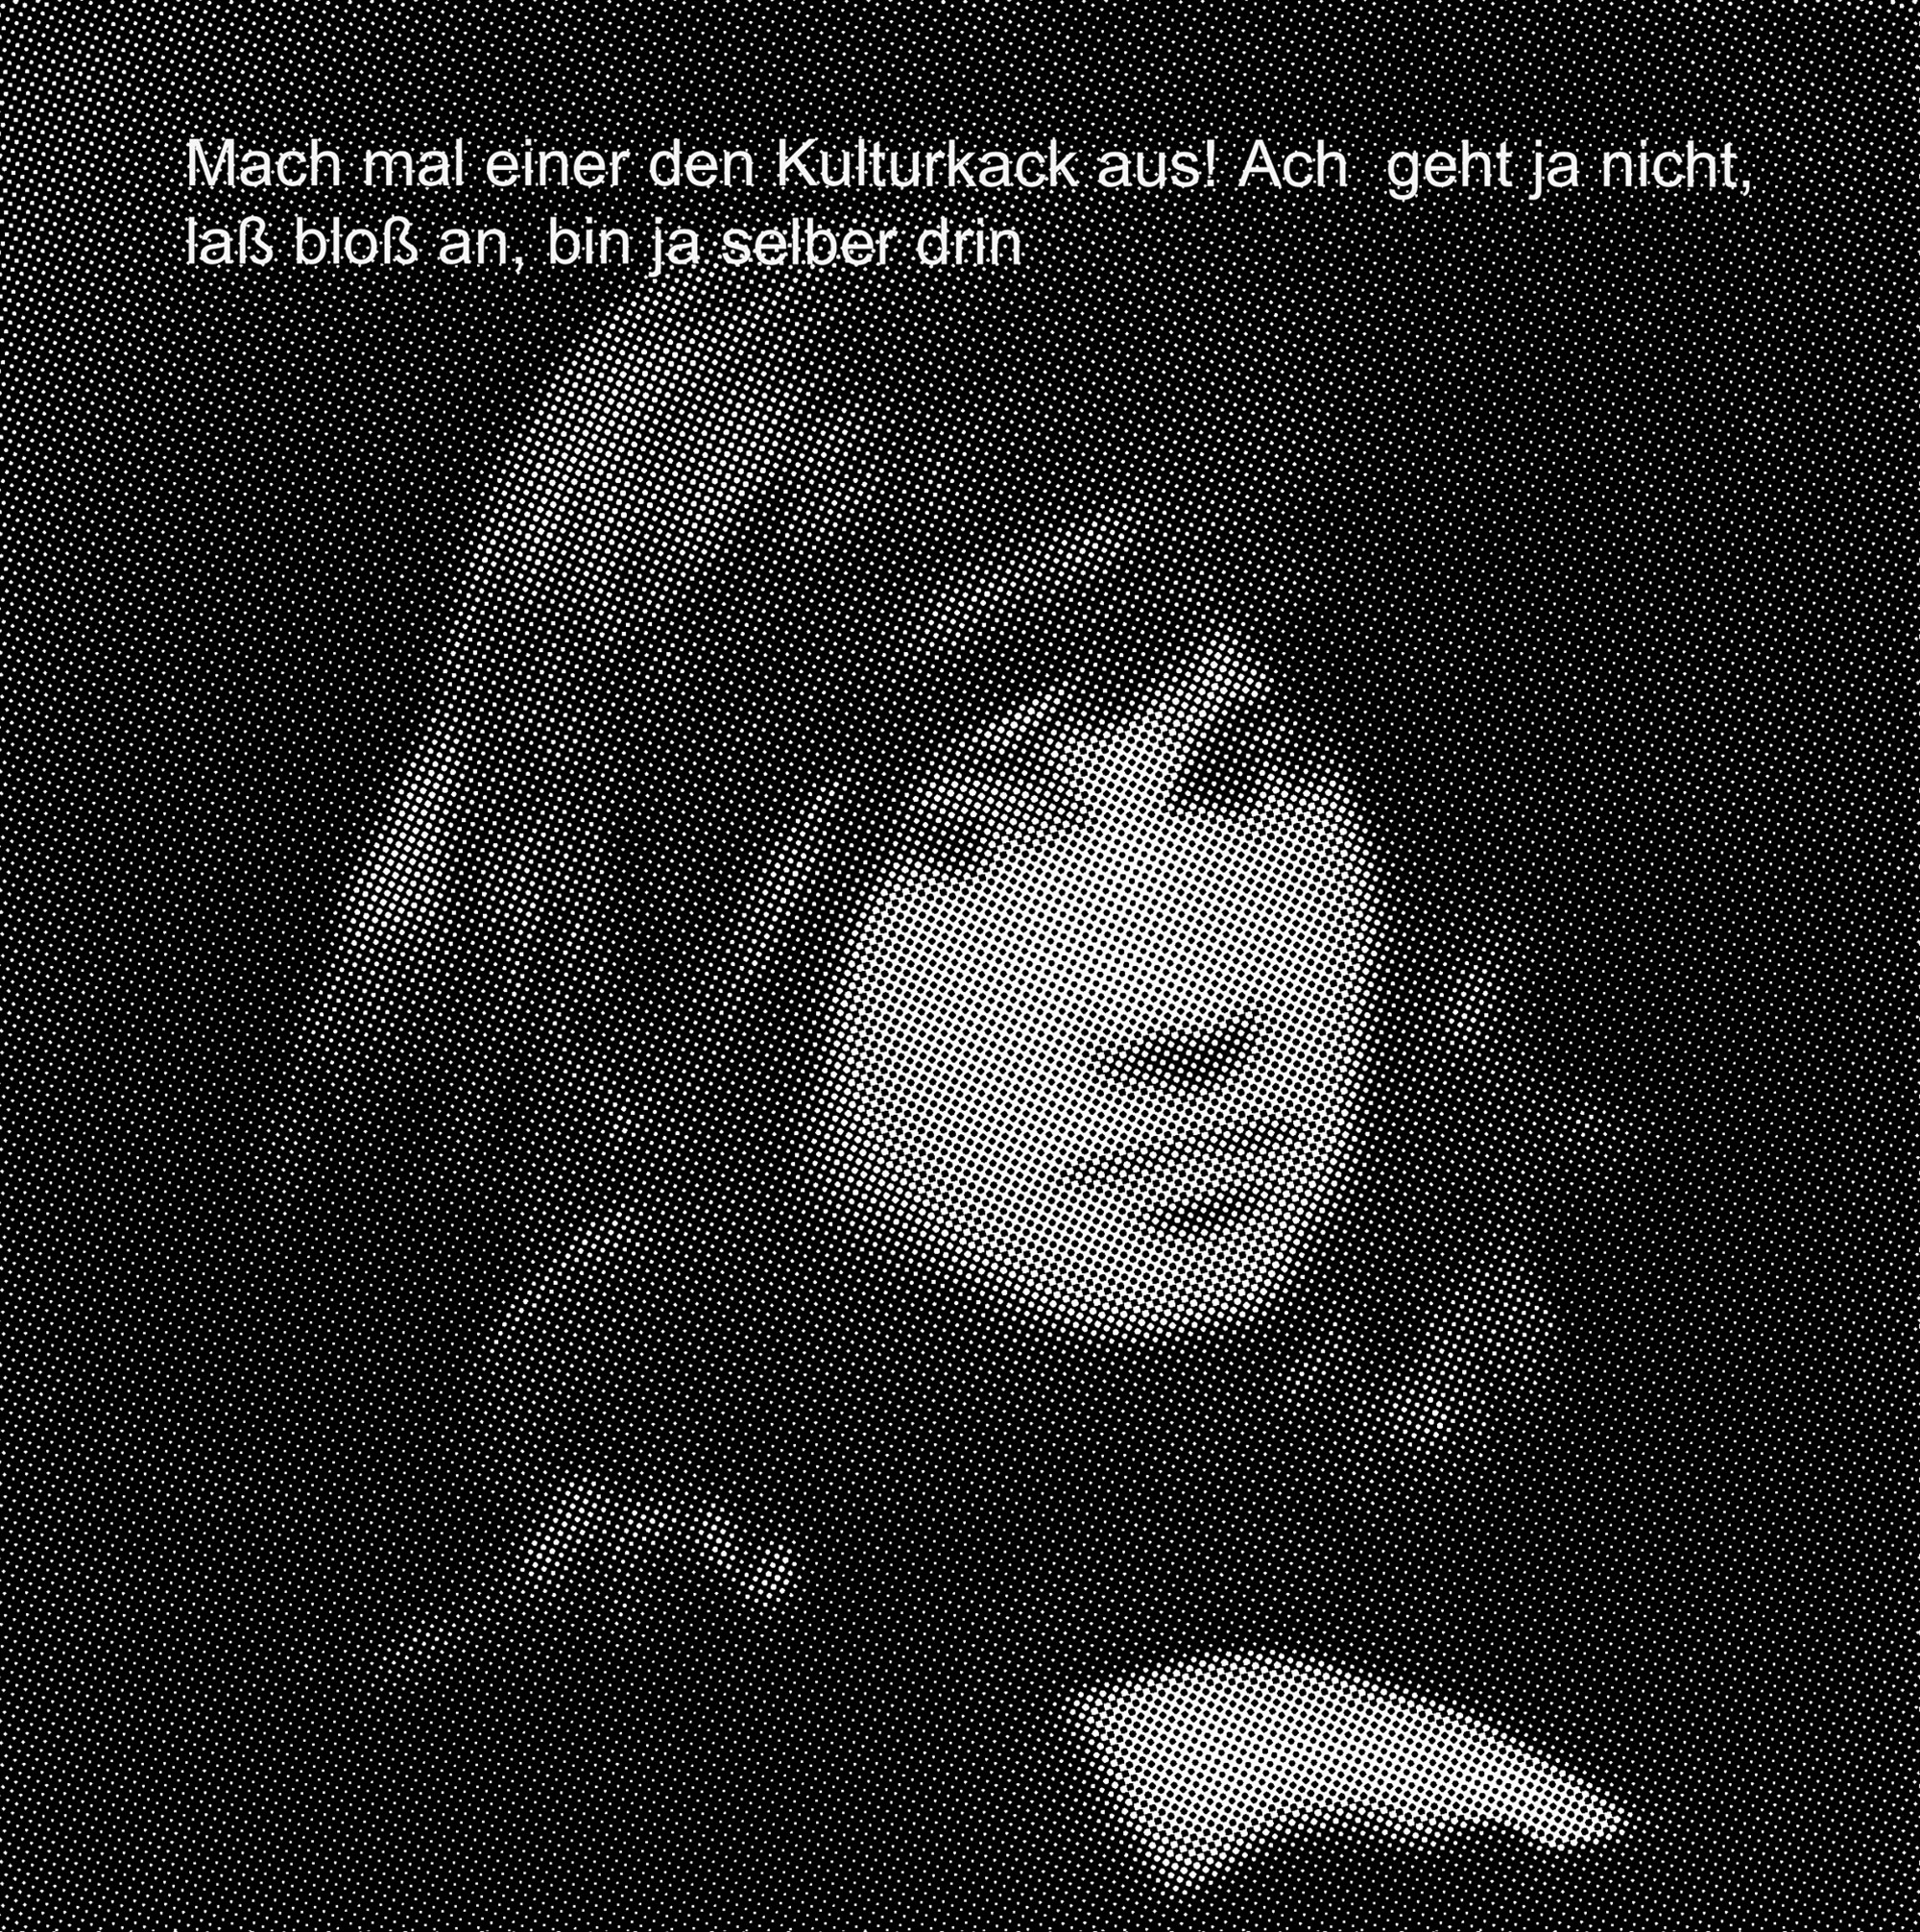 Mach mal einer den Kulturkack aus! Ach  geht ja nicht,
laß bloß an, bin ja selber drin